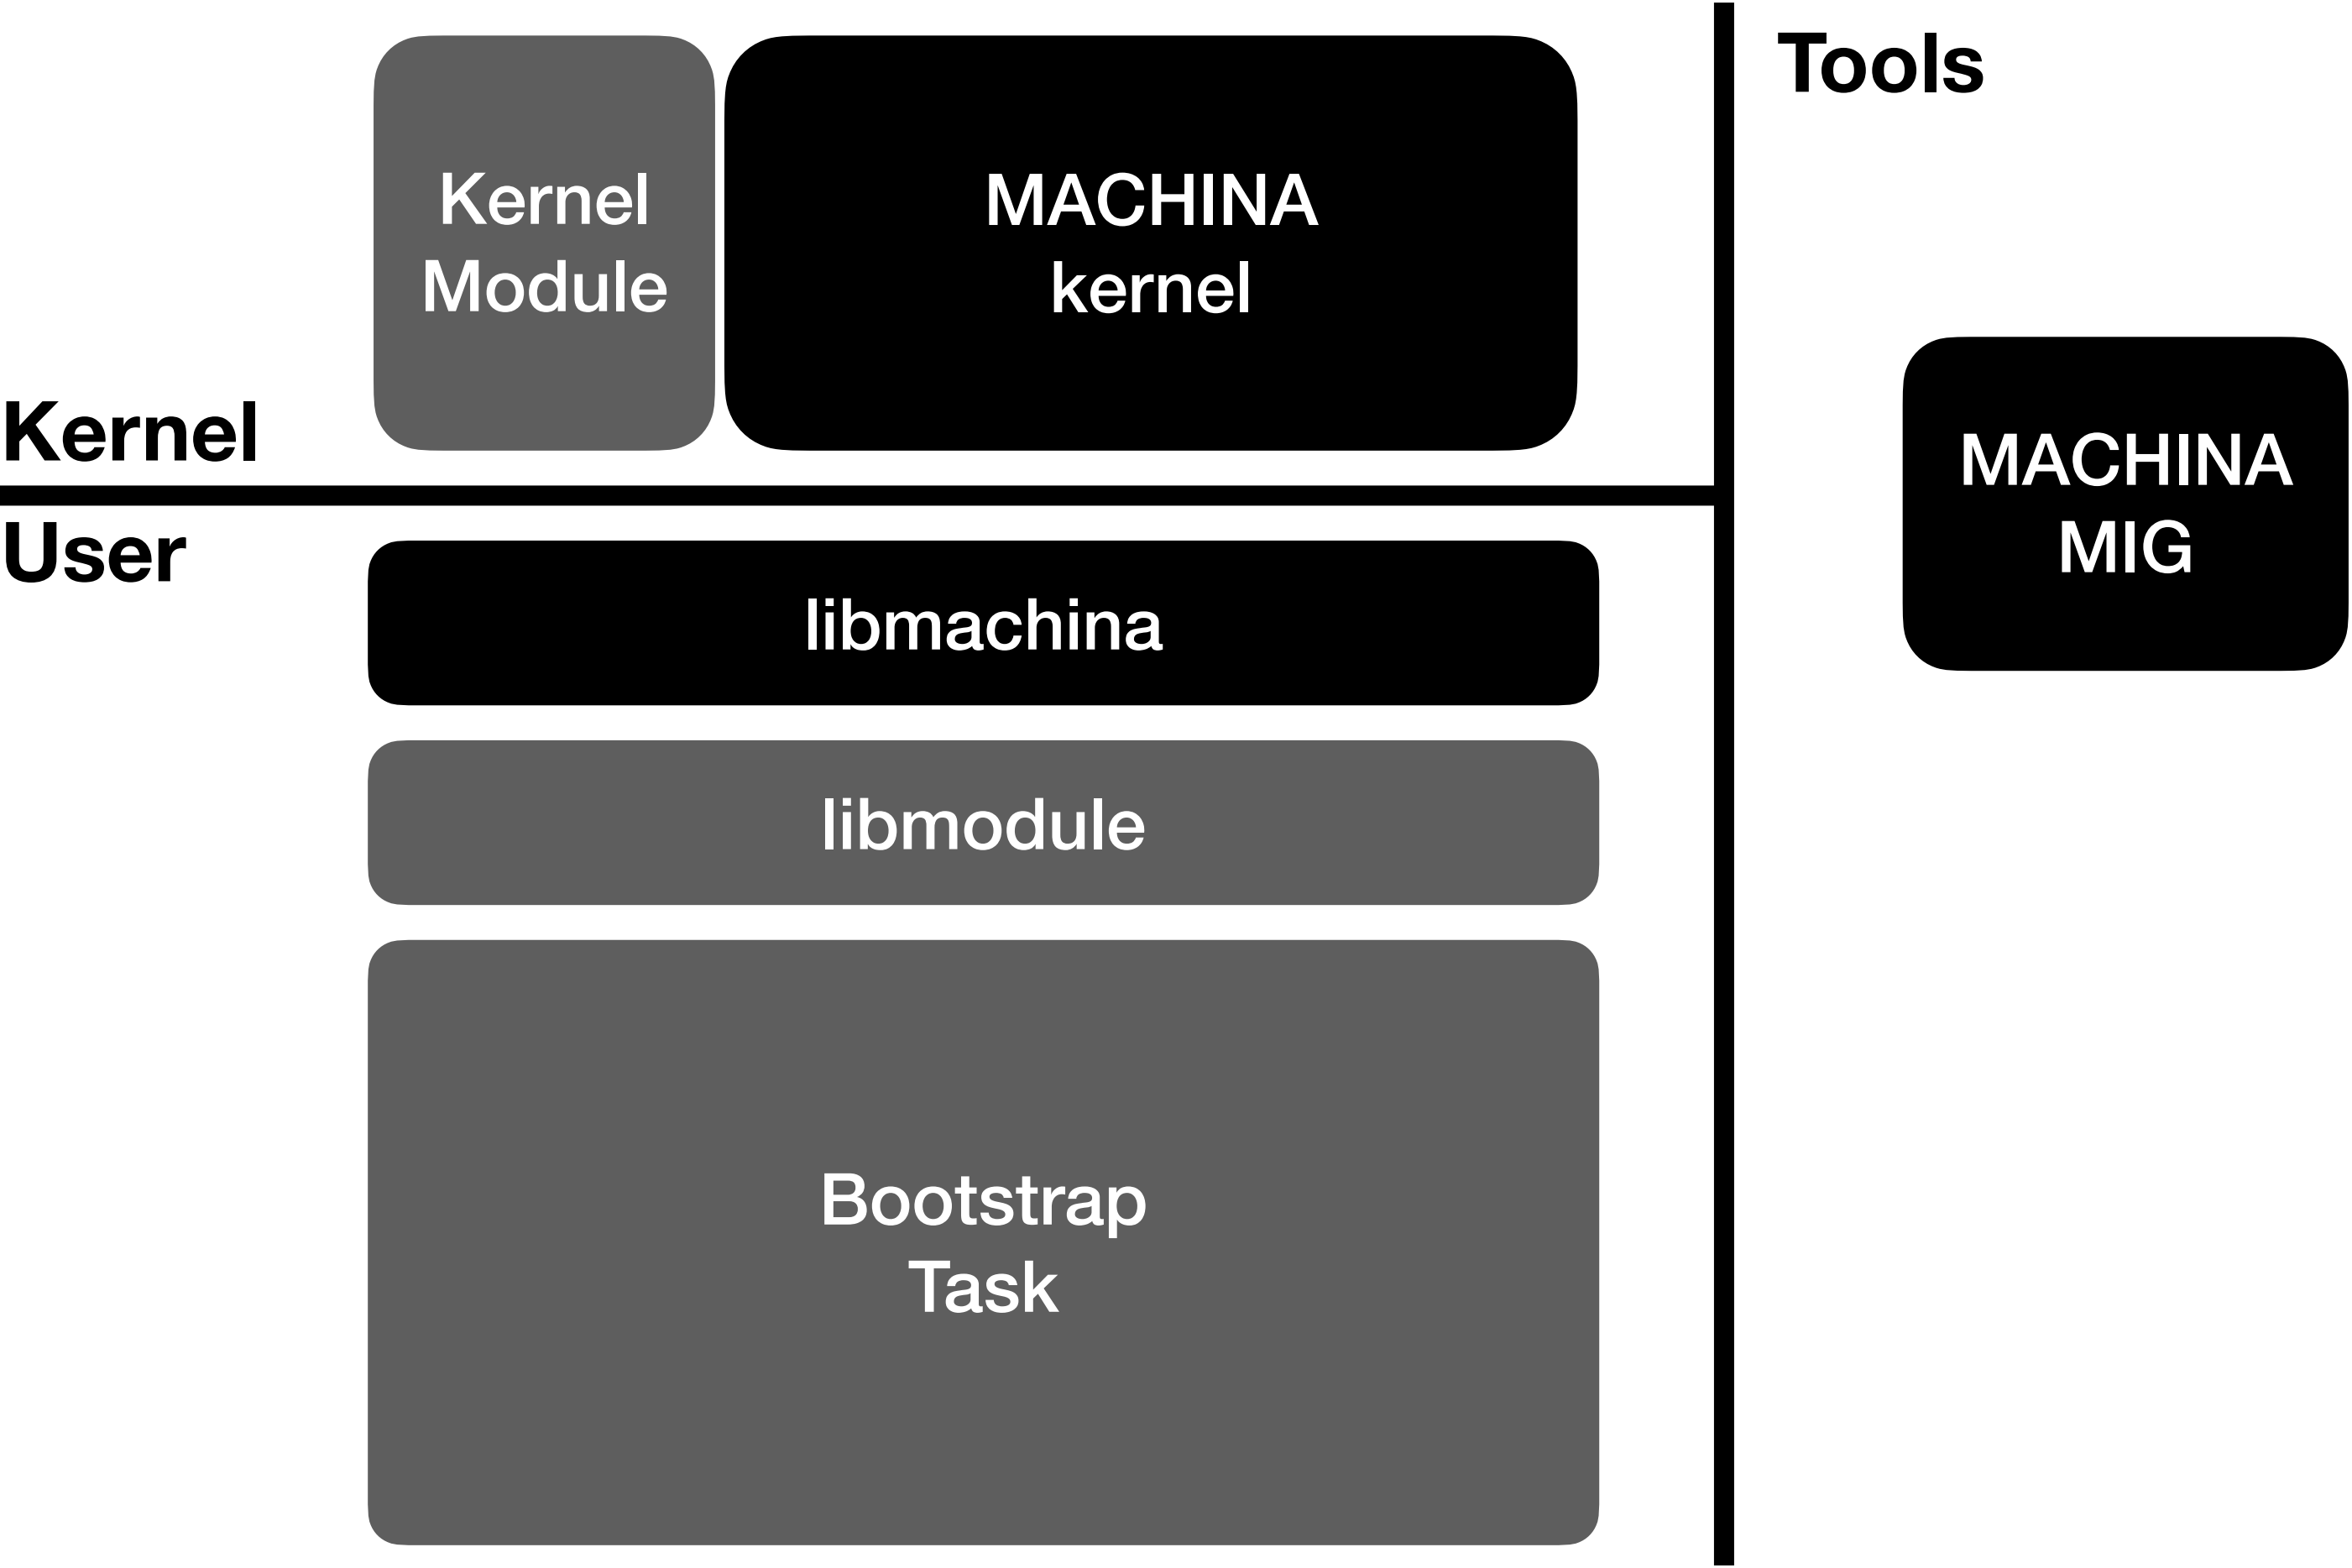 Tools
Kernel
Module
MACHINA
kernel
Kernel
User
MACHINA
MIG
libmachina
libmodule
Bootstrap
Task